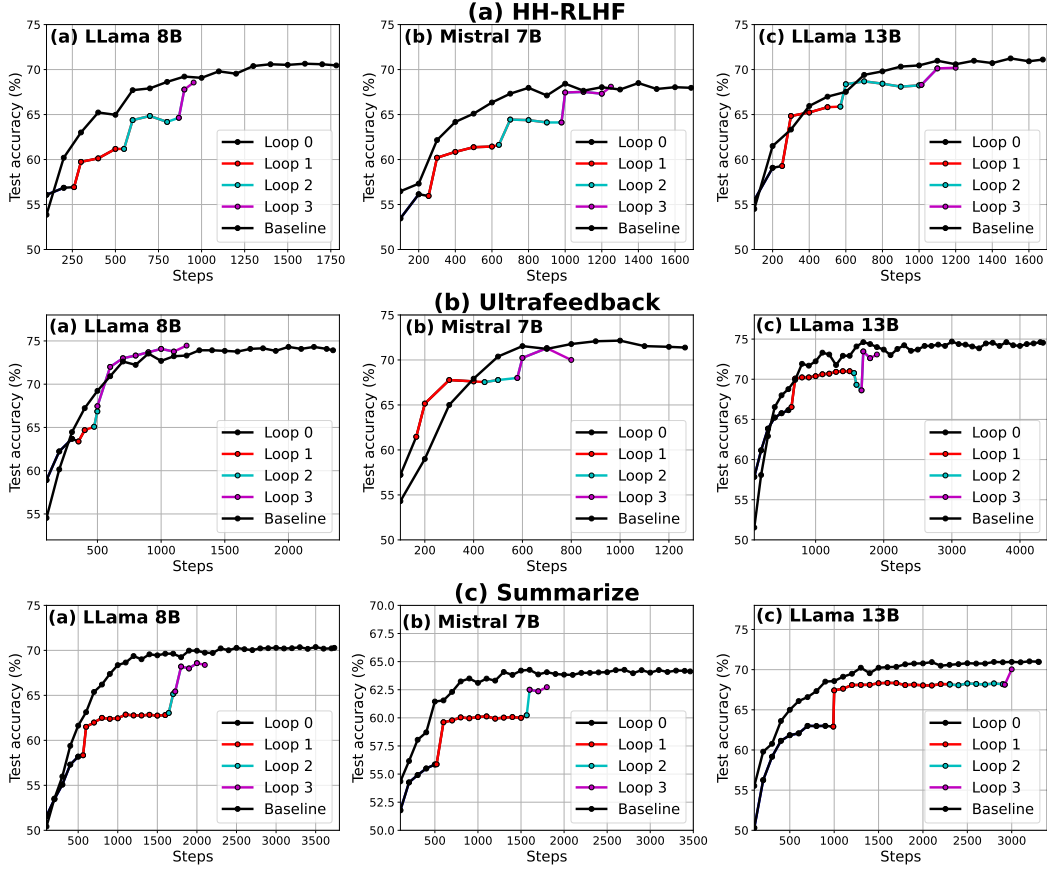 (a) HH-RLHF
(a) LLama 8B
Test accuracy (%)
75
70
65
60
55
50
250 500 750 1000 1250 1500 1750
Steps
Loop 0
Loop 1
Loop 2
Loop 3
Baseline
(b) Mistral 7B
Test accuracy (%)
75
70
65
60
55
50
200 400 600 800 1000 1200 1400 1600
Steps
Loop 0
Loop 1
Loop 2
Loop 3
Baseline
(c) LLama 13B
Test accuracy (%)
75
70
65
60
55
50
200 400 600 800 1000 1200 1400 1600
Steps
Loop 0
Loop 1
Loop 2
Loop 3
Baseline
(b) Ultrafeedback
(a) LLama 8B
Test accuracy (%)
75
70
65
60
55
500 1000 1500 2000
Steps
Loop 0
Loop 1
Loop 2
Loop 3
Baseline
(b) Mistral 7B
Test accuracy (%)
75
70
65
60
55
50
200 400 600 800 1000 1200
Steps
Loop 0
Loop 1
Loop 2
Loop 3
Baseline
(c) LLama 13B
Test accuracy (%)
75
70
65
60
55
50
1000 2000 3000 4000
Steps
Loop 0
Loop 1
Loop 2
Loop 3
Baseline
(c) Summarize
(a) LLama 8B
Test accuracy (%)
75
70
65
60
55
50
500 1000 1500 2000 2500 3000 3500
Steps
Loop 0
Loop 1
Loop 2
Loop 3
Baseline
(b) Mistral 7B
Test accuracy (%)
70.0
67.5
65.0
62.5
60.0
57.5
55.0
52.5
50.0
500 1000 1500 2000 2500 3000 3500
Steps
Loop 0
Loop 1
Loop 2
Loop 3
Baseline
(c) LLama 13B
Test accuracy (%)
75
70
65
60
55
50
500 1000 1500 2000 2500 3000
Steps
Loop 0
Loop 1
Loop 2
Loop 3
Baseline